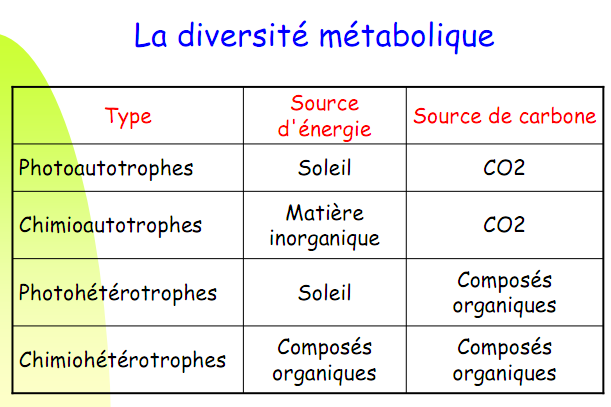 La diversité métabolique
Type
Source
d'énergie
Source de carbone
Photoautotrophes
Soleil
CO2
Chimioautotrophes
Matière
inorganique
CO2
Photohétérotrophes
Soleil
Composés
organiques
Chimiohétérotrophes
Composés
organiques
Composés
organiques